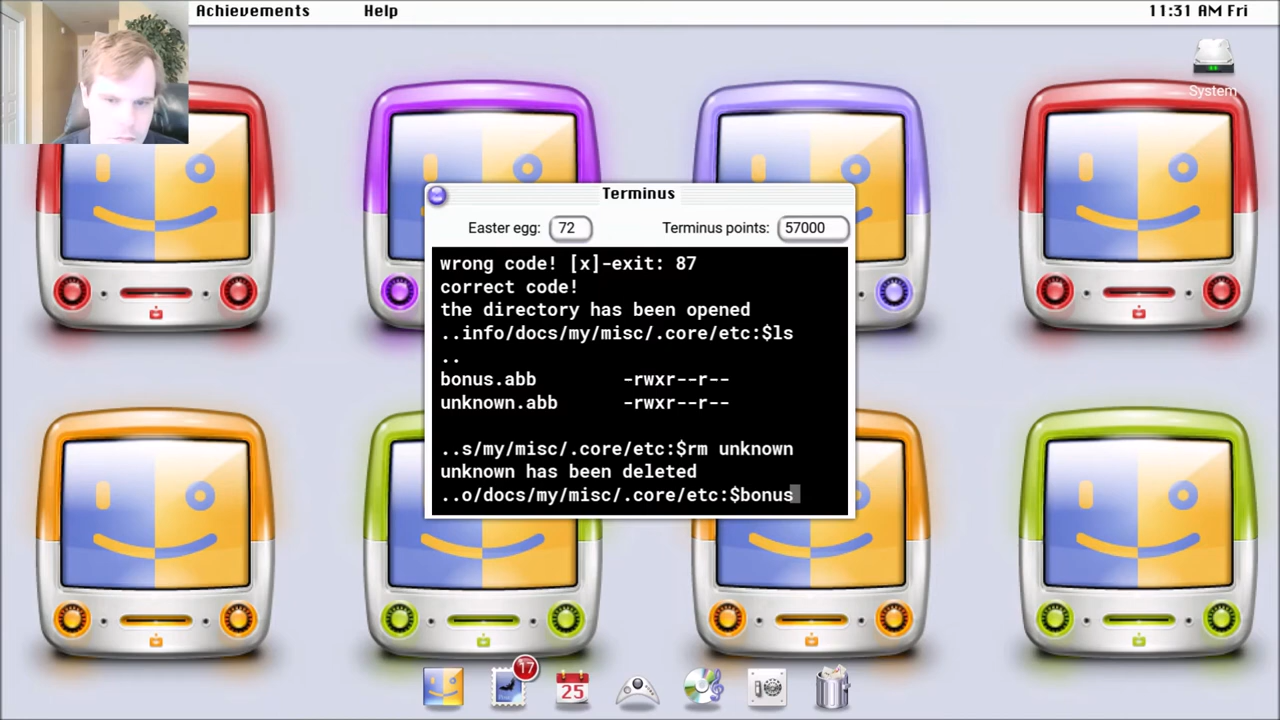 Achievements Help 11:31 AM Fri
System
Terminus
Easter egg: 72 Terminus points: 57000
wrong code! [x]-exit: 87
correct code!
the directory has been opened
..info/docs/my/misc/.core/etc:$ls
..
bonus.abb -rwxr--r--
unknown.abb -rwxr--r--
..s/my/misc/.core/etc:$rm unknown
unknown has been deleted
..o/docs/my/misc/.core/etc:$bonus
17
25